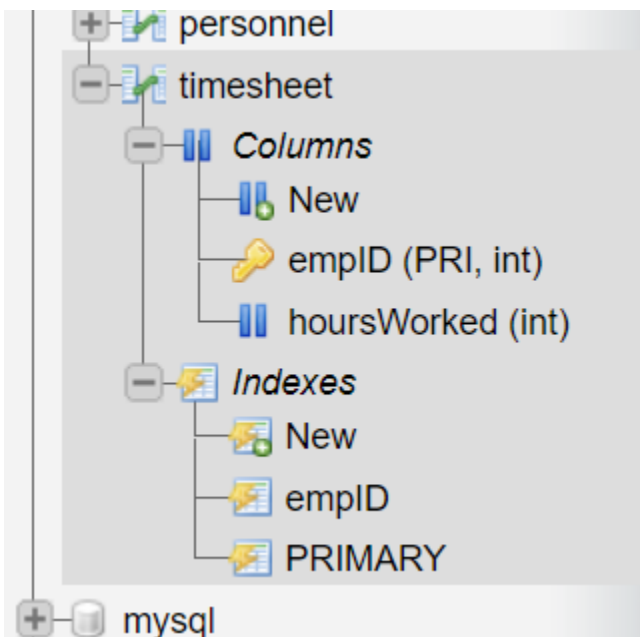 personnel
timesheet
Columns
New
empID (PRI, int)
hoursWorked (int)
Indexes
New
empID
PRIMARY
mysql